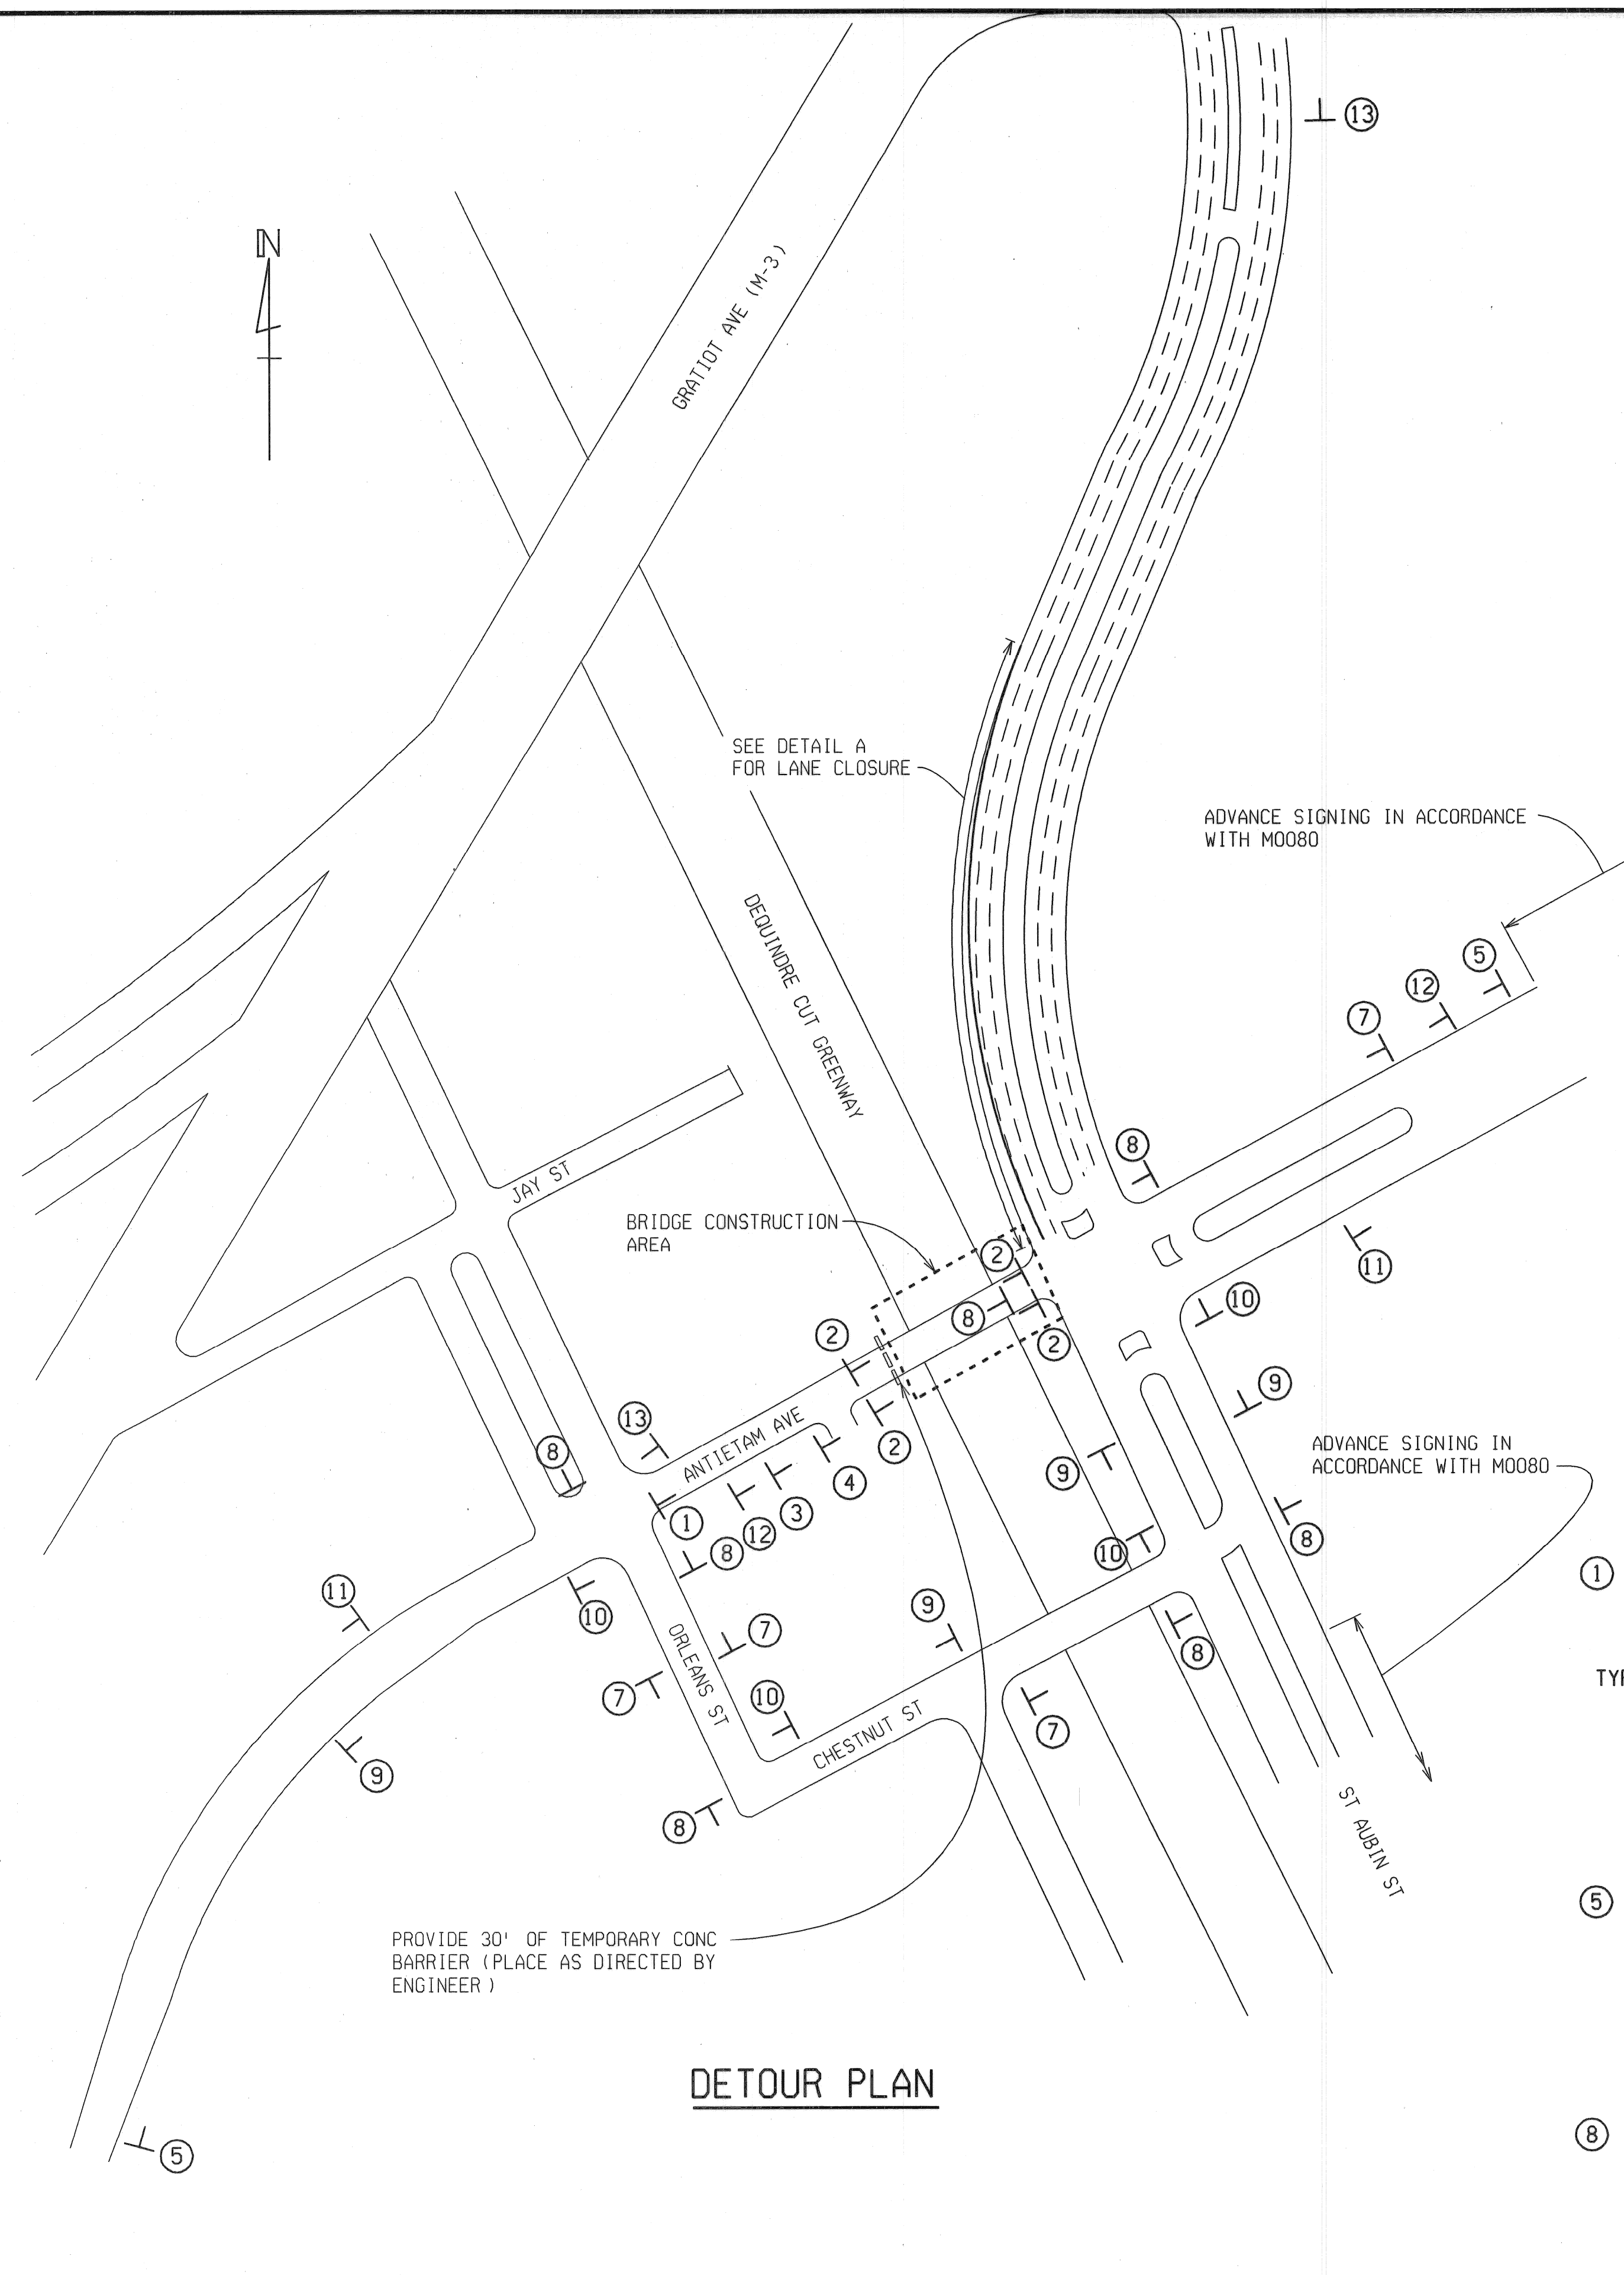 13
N
GRATIOT AVE (M-3)
SEE DETAIL A
FOR LANE CLOSURE
ADVANCE SIGNING IN ACCORDANCE
WITH M0080
DEQUINDRE CUT GREENWAY
5
12
7
8
JAY ST
BRIDGE CONSTRUCTION
AREA
2
11
10
8
2
2
9
13
ANTIETAM AVE
8
2
4
9
ADVANCE SIGNING IN
ACCORDANCE WITH M0080
3
1
12
8
8
10
11
10
9
1
ORLEANS ST
7
8
7
10
7
TY
CHESTNUT ST
9
8
ST AUBIN ST
5
PROVIDE 30' OF TEMPORARY CONC
BARRIER (PLACE AS DIRECTED BY
ENGINEER)
DETOUR PLAN
8
5